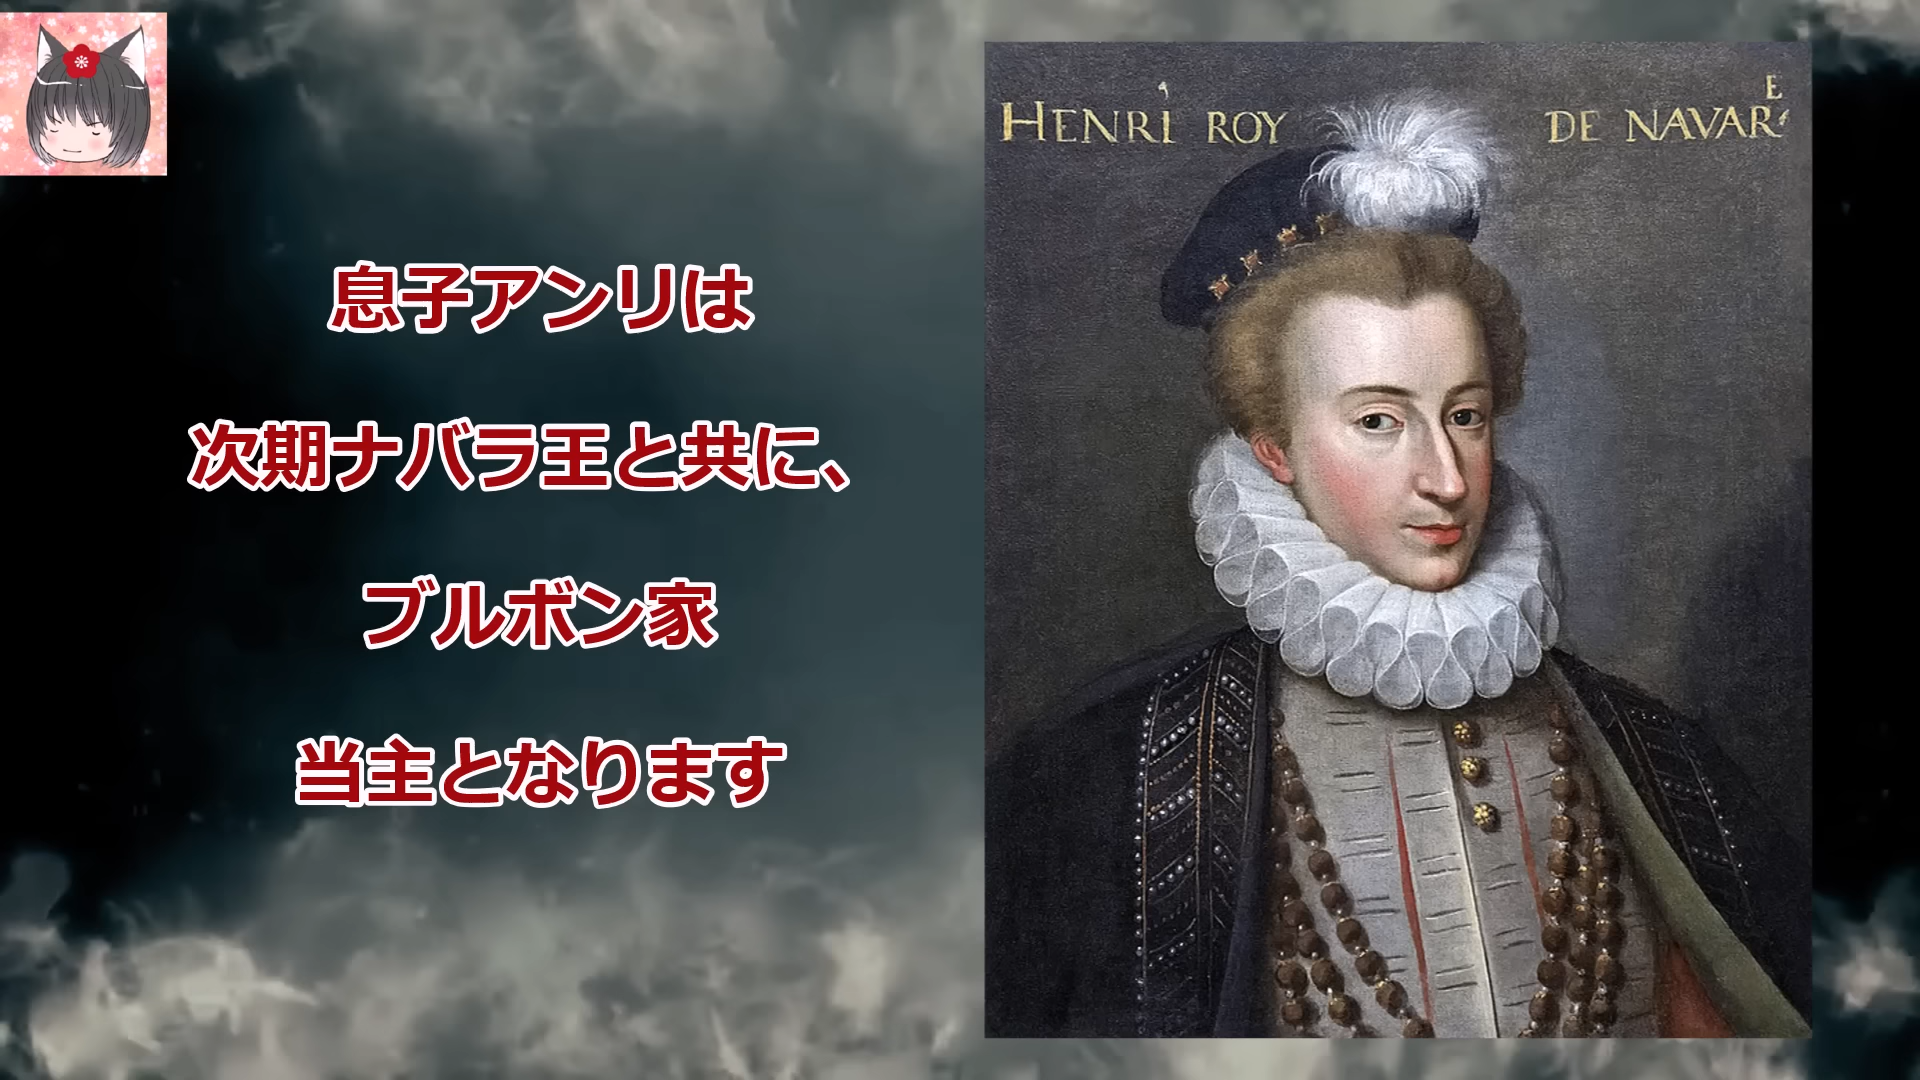 息子アンリは
次期ナバラ王と共に、
ブルボン家
当主となります
HENRI ROY DE NAVARE